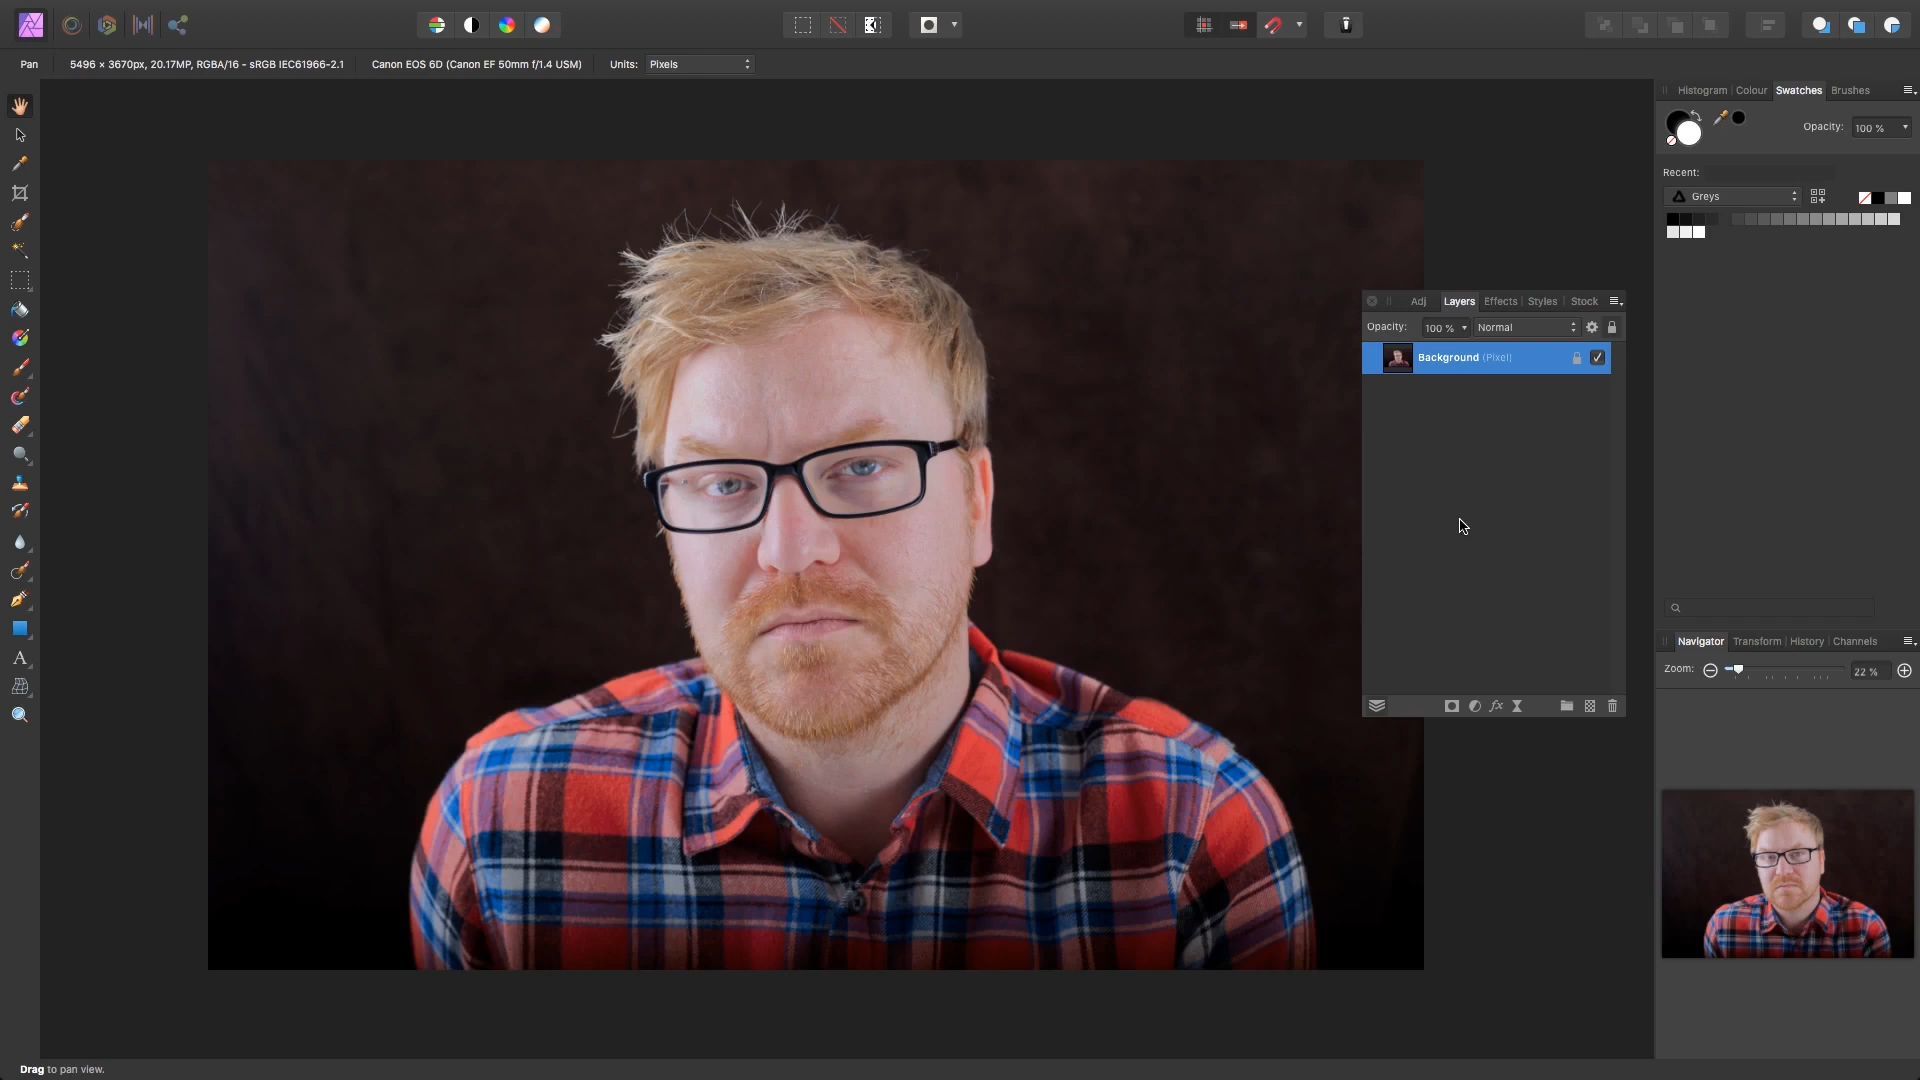 Pan
5496 × 3670px, 20.17MP, RGBA/16 - sRGB IEC61966-2.1
Canon EOS 6D (Canon EF 50mm f/1.4 USM)
Units:
Pixels
Histogram
Colour
Swatches
Brushes
Opacity:
100 %
Recent:
Greys
Adj
Layers
Effects
Styles
Stock
Opacity:
100 %
Normal
Background (Pixel)
fx
A
Navigator
Transform
History
Channels
Zoom:
22 %
Drag to pan view.